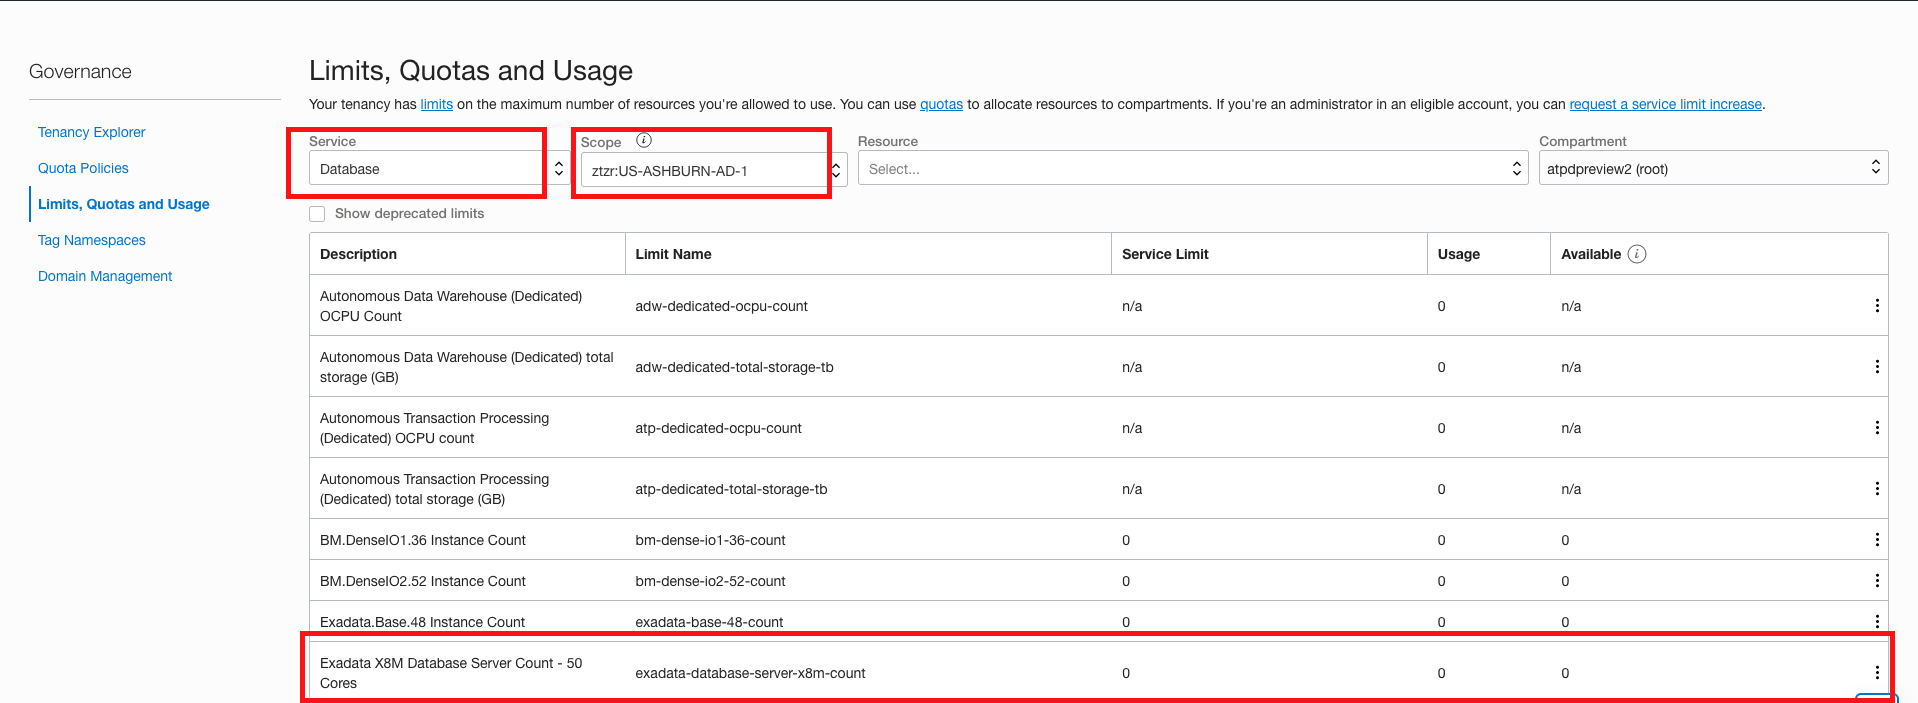 Governance
Tenancy Explorer
Quota Policies
Limits, Quotas and Usage
Tag Namespaces
Domain Management
Limits, Quotas and Usage
Your tenancy has limits on the maximum number of resources you're allowed to use. You can use quotas to allocate resources to compartments. If you're an administrator in an eligible account, you can request a service limit increase.
Service
Database
Scope
ztzr:US-ASHBURN-AD-1
Resource
Select...
Compartment
atpdpreview2 (root)
Show deprecated limits
Description Limit Name Service Limit Usage Available
Autonomous Data Warehouse (Dedicated)
OCPU Count
adw-dedicated-ocpu-count n/a 0 n/a
Autonomous Data Warehouse (Dedicated) total
storage (GB)
adw-dedicated-total-storage-tb n/a 0 n/a
Autonomous Transaction Processing
(Dedicated) OCPU count
atp-dedicated-ocpu-count n/a 0 n/a
Autonomous Transaction Processing
(Dedicated) total storage (GB)
atp-dedicated-total-storage-tb n/a 0 n/a
BM.DenseIO1.36 Instance Count bm-dense-io1-36-count 0 0 0
BM.DenseIO2.52 Instance Count bm-dense-io2-52-count 0 0 0
Exadata.Base.48 Instance Count exadata-base-48-count 0 0 0
Exadata X8M Database Server Count - 50
Cores
exadata-database-server-x8m-count 0 0 0